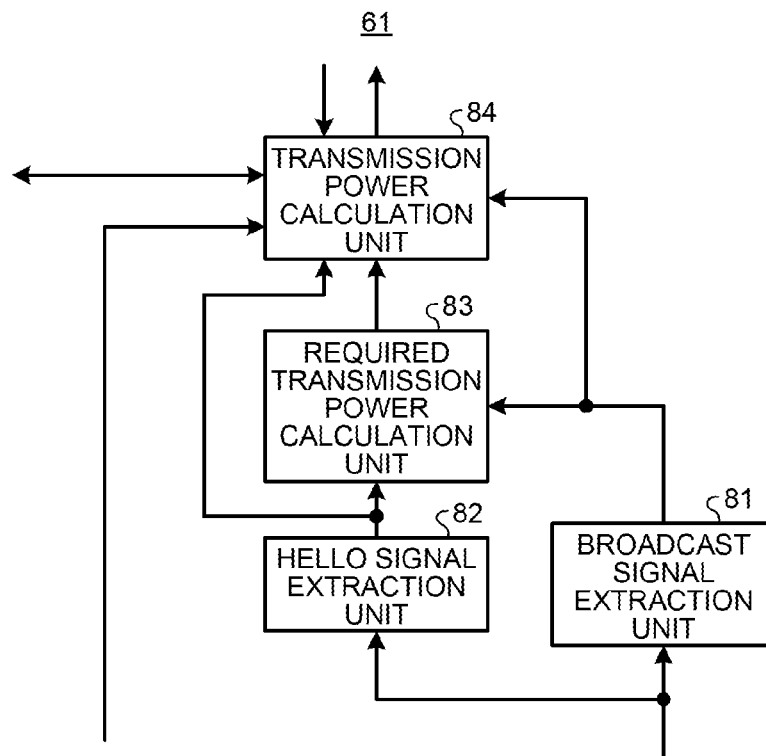 61
84
TRANSMISSION
POWER
CALCULATION
UNIT
83
REQUIRED
TRANSMISSION
POWER
CALCULATION
UNIT
82
HELLO SIGNAL
EXTRACTION
UNIT
81
BROADCAST
SIGNAL
EXTRACTION
UNIT